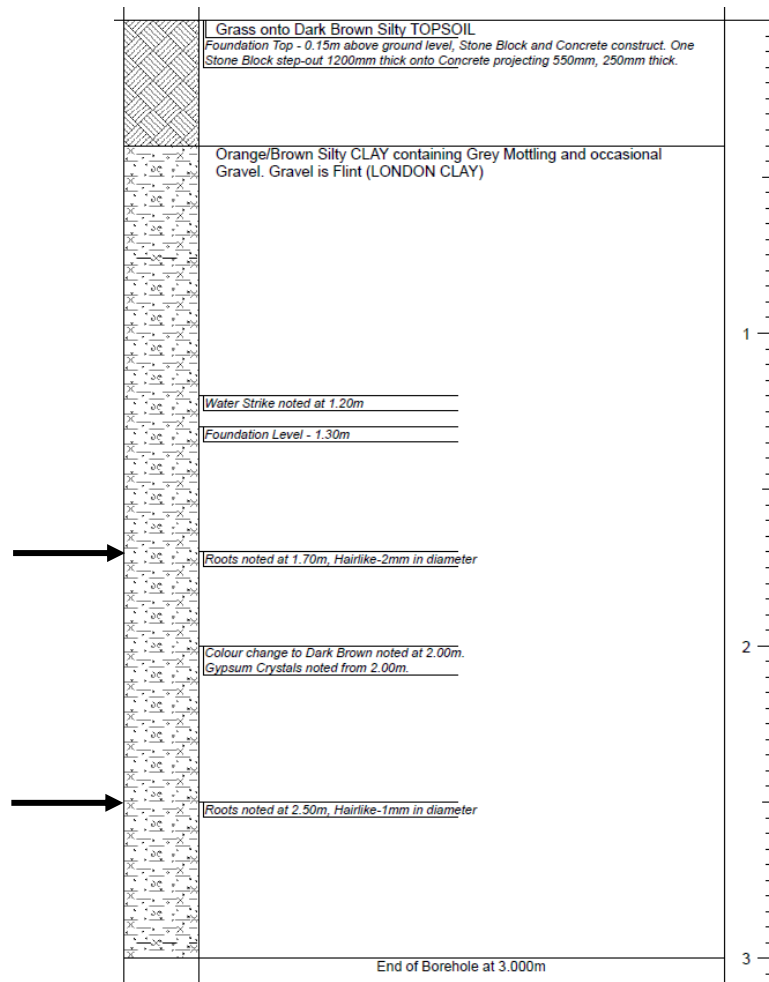 Grass onto Dark Brown Silty TOPSOIL
Foundation Top - 0.15m above ground level, Stone Block and Concrete construct. One
Stone Block step-out 1200mm thick onto Concrete projecting 550mm, 250mm thick.
Orange/Brown Silty CLAY containing Grey Mottling and occasional
Gravel. Gravel is Flint (LONDON CLAY)
1
Water Strike noted at 1.20m
Foundation Level - 1.30m
Roots noted at 1.70m, Hairlike-2mm in diameter
2
Colour change to Dark Brown noted at 2.00m.
Gypsum Crystals noted from 2.00m.
Roots noted at 2.50m, Hairlike-1mm in diameter
End of Borehole at 3.000m
3